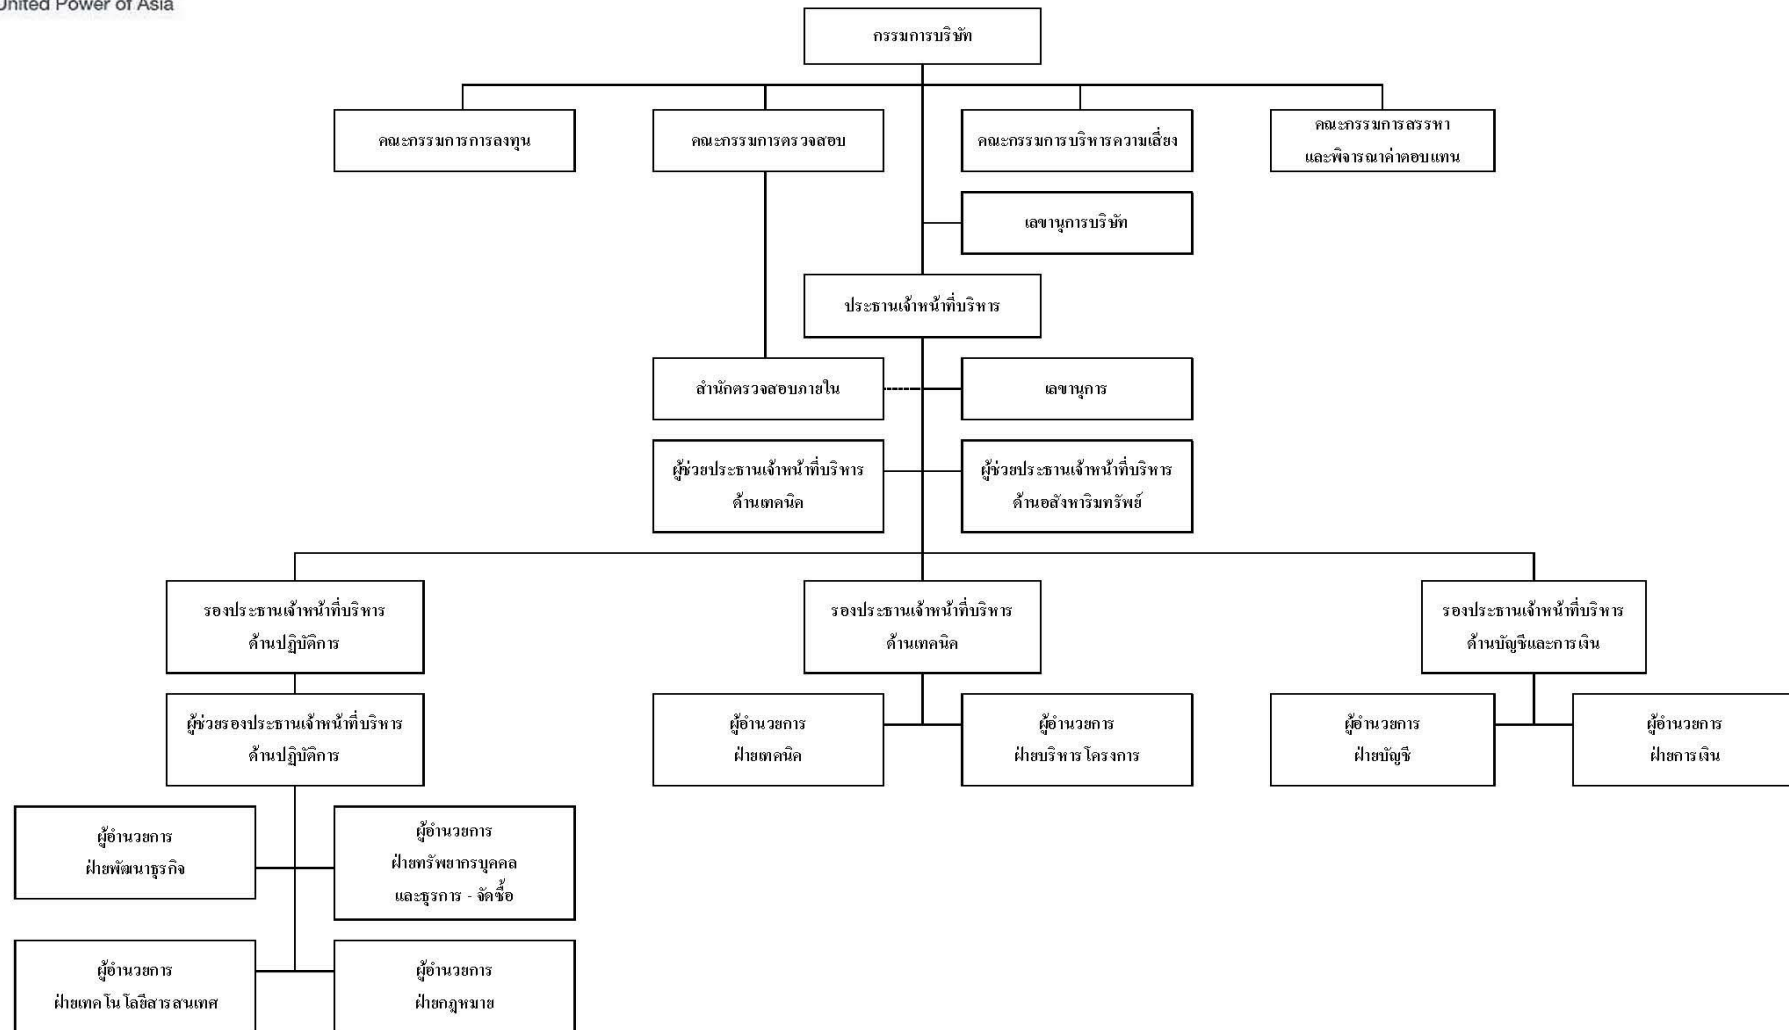 United Power of Asia
กรรมการบริษัท
คณะกรรมการการลงทุน
คณะกรรมการตรวจสอบ
คณะกรรมการบริหารความเสี่ยง
คณะกรรมการสรรหา
และพิจารณาค่าตอบแทน
เลขานุการบริษัท
ประธานเจ้าหน้าที่บริหาร
สำนักตรวจสอบภายใน
เลขานุการ
ผู้ช่วยประธานเจ้าหน้าที่บริหาร
ด้านเทคนิค
ผู้ช่วยประธานเจ้าหน้าที่บริหาร
ด้านอสังหาริมทรัพย์
รองประธานเจ้าหน้าที่บริหาร
ด้านปฏิบัติการ
รองประธานเจ้าหน้าที่บริหาร
ด้านเทคนิค
รองประธานเจ้าหน้าที่บริหาร
ด้านบัญชีและการเงิน
ผู้ช่วยรองประธานเจ้าหน้าที่บริหาร
ด้านปฏิบัติการ
ผู้อำนวยการ
ฝ่ายเทคนิค
ผู้อำนวยการ
ฝ่ายบริหารโครงการ
ผู้อำนวยการ
ฝ่ายบัญชี
ผู้อำนวยการ
ฝ่ายการเงิน
ผู้อำนวยการ
ฝ่ายพัฒนาธุรกิจ
ผู้อำนวยการ
ฝ่ายทรัพยากรบุคคล
และธุรการ - จัดซื้อ
ผู้อำนวยการ
ฝ่ายเทคโนโลยีสารสนเทศ
ผู้อำนวยการ
ฝ่ายกฎหมาย